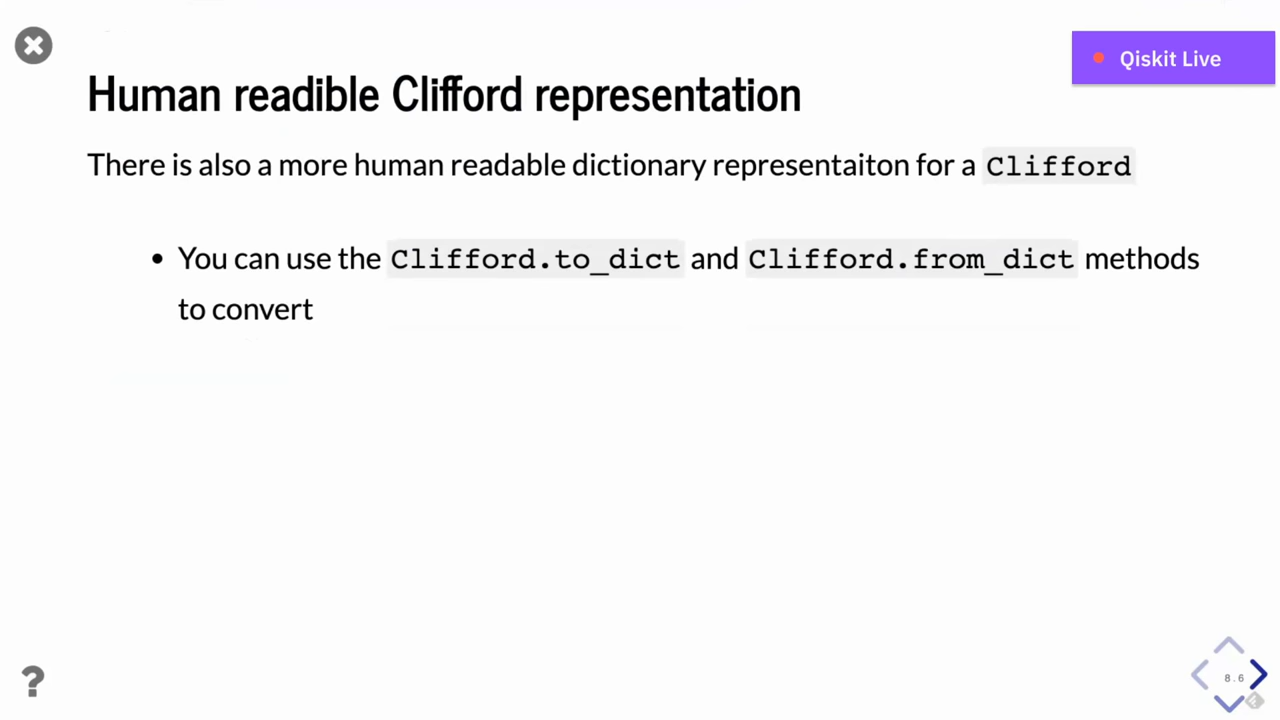 Qiskit Live
Human readible Clifford representation
There is also a more human readable dictionary representaiton for a Clifford
• You can use the Clifford.to_dict and Clifford.from_dict methods
to convert
?
8.6